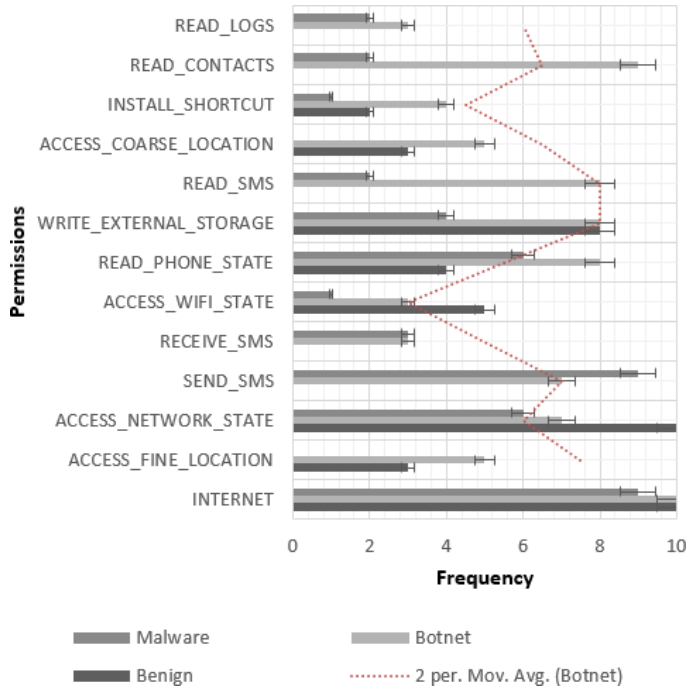 READ_LOGS
READ_CONTACTS
INSTALL_SHORTCUT
ACCESS_COARSE_LOCATION
READ_SMS
WRITE_EXTERNAL_STORAGE
READ_PHONE_STATE
ACCESS_WIFI_STATE
RECEIVE_SMS
SEND_SMS
ACCESS_NETWORK_STATE
ACCESS_FINE_LOCATION
INTERNET
Permissions
0 2 4 6 8 10
Frequency
Malware Botnet
Benign 2 per. Mov. Avg. (Botnet)